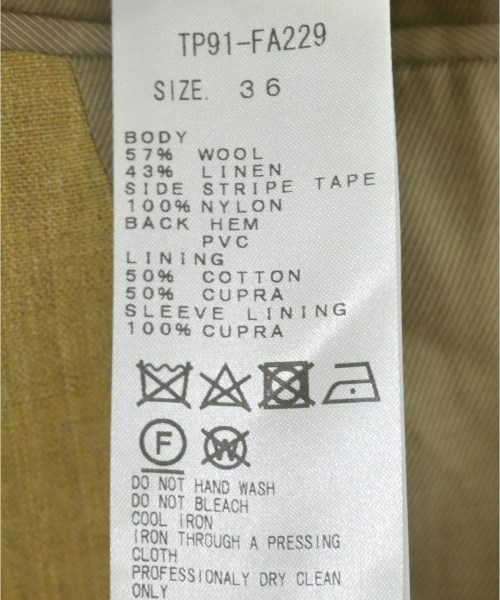 TP91-FA229
SIZE. 36
BODY
57% WOOL
43% LINEN
SIDE STRIPE TAPE
100% NYLON
BACK HEM
PVC
LINING
50% COTTON
50% CUPRA
SLEEVE LINING
100% CUPRA
F W
DO NOT HAND WASH
DO NOT BLEACH
COOL IRON
IRON THROUGH A PRESSING
CLOTH
PROFESSIONALY DRY CLEAN
ONLY